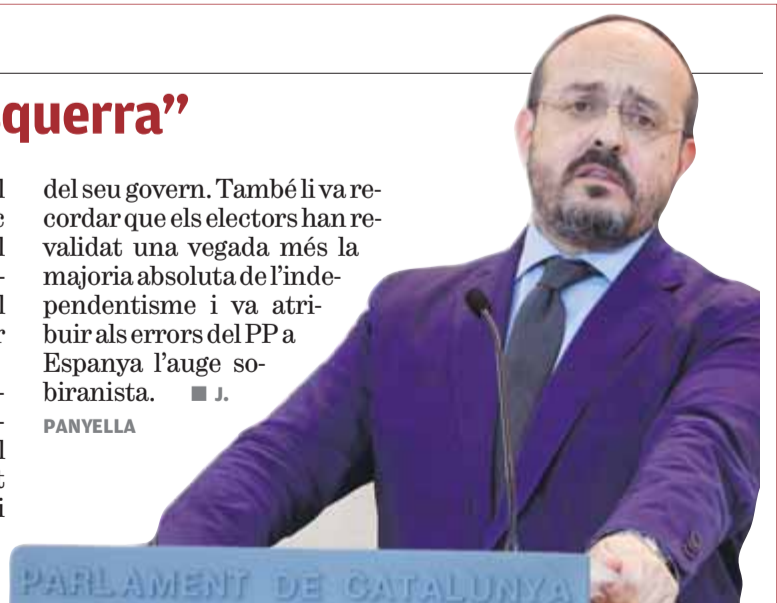 querra”
del seu govern. També li va re-
cordar que els electors han re-
validat una vegada més la
majoria absoluta de l’inde-
pendentisme i va atri-
buir als errors del PP a
Espanya l’auge so-
biranista. ■ J.
PANYELLA
PARLAMENT DE CATALUNYA